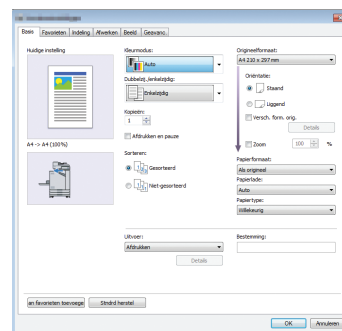 Basis Favorieten Indeling Afwerken Beeld Geavanc.
Huidige instelling
A4 -> A4 (100%)
Kleurmodus:
Auto
Dubbelzij../enkelzijdig:
Enkelzijdig
Kopieën:
1
Afdrukken en pauze
Sorteren:
Gesorteerd
Niet-gesorteerd
Uitvoer:
Afdrukken
Details
Origineelformaat:
A4 210 x 297 mm
Oriëntatie:
Staand
Liggend
Versch. form. orig.
Details
Zoom 100 %
Papierformaat:
Als origineel
Papierlade:
Auto
Papiertype:
Willekeurig
Bestemming:
an favorieten toevoege Stndrd herstel
OK Annuleren